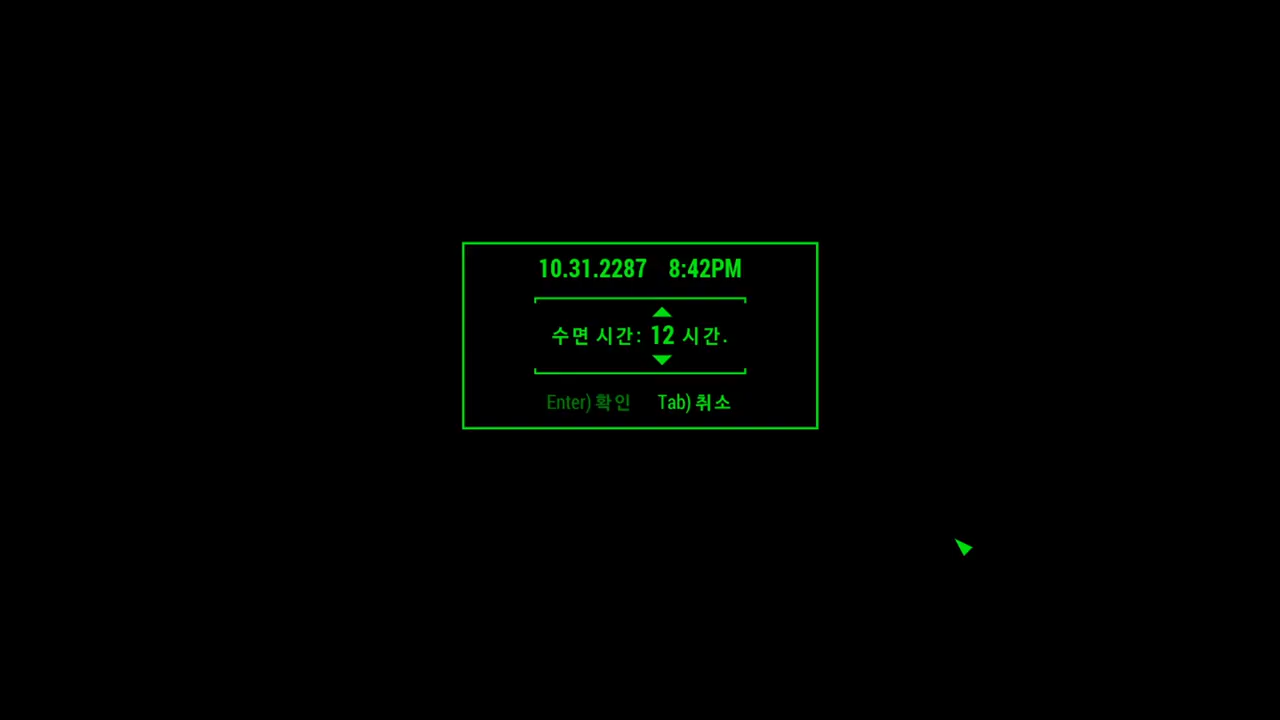 10.31.2287 8:42PM
수면 시간: 12 시간.
Enter) 확인 Tab) 취소